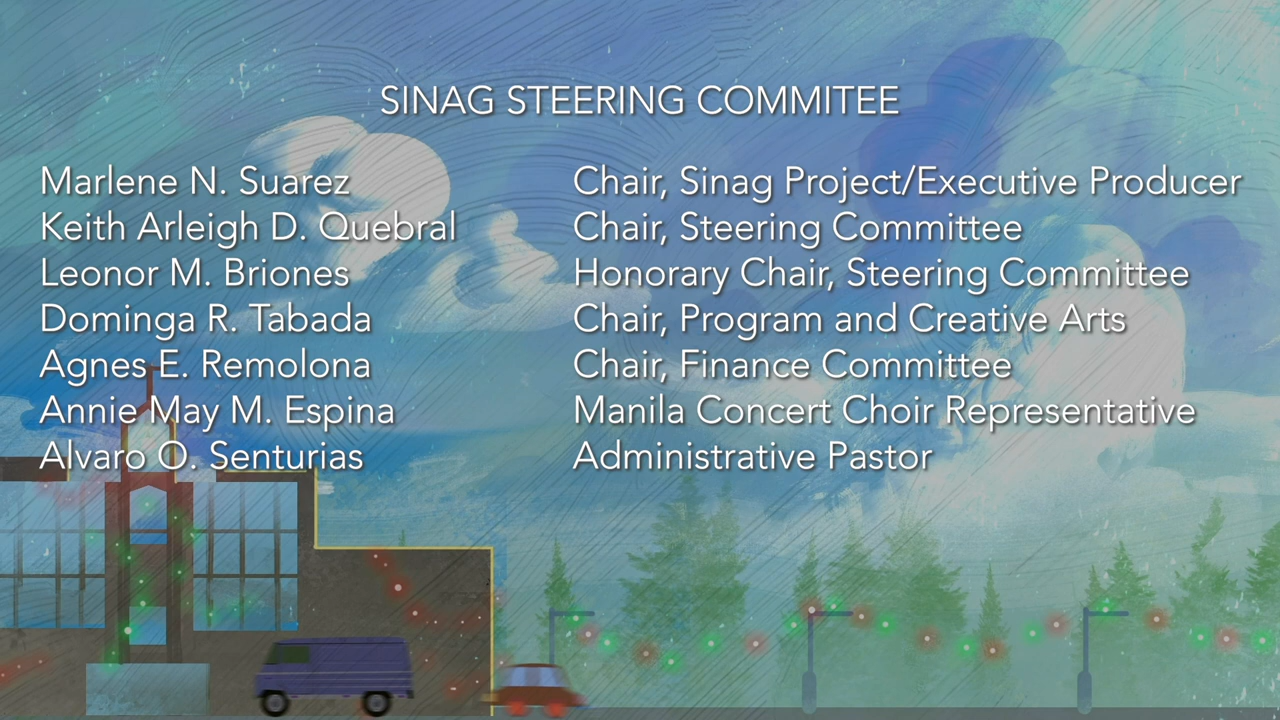 SINAG STEERING COMMITEE
Marlene N. Suarez Chair, Sinag Project/Executive Producer
Keith Arleigh D. Quebral Chair, Steering Committee
Leonor M. Briones Honorary Chair, Steering Committee
Dominga R. Tabada Chair, Program and Creative Arts
Agnes E. Remolona Chair, Finance Committee
Annie May M. Espina Manila Concert Choir Representative
Alvaro O. Senturias Administrative Pastor